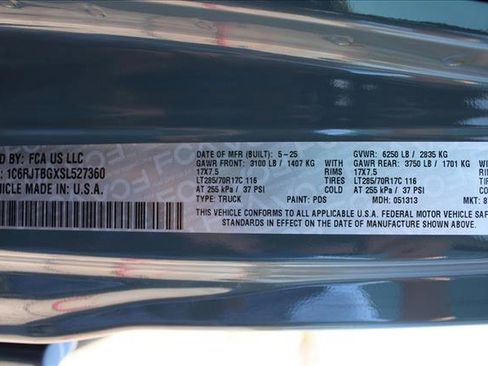 D BY: FCA US LLC
DATE OF MFR (BUILT): 5-25
GVWR: 6250 LB / 2835 KG
: 1C6RJTBGXSL527360
GAWR FRONT: 3100 LB / 1407 KG WITH TIRES
GAWR REAR: 3750 LB / 1701 KG
EHICLE MADE IN: U.S.A.
17X7.5
RIMS
17X7.5
RIMS
LT285/70R17C 116
SLD
LT285/70R17C 116
AT 255 kPa / 37 PSI
COLD
AT 255 kPa / 37 PSI
TYPE: TRUCK
PAINT: PDS
MDH: 051313
MKT: 8
THIS VEHICLE CONFORMS TO ALL APPLICABLE U.S.A. FEDERAL MOTOR VEHICLE SAF
STANDARDS IN EFFECT ON THE DATE OF MANUFACTURE SHOWN ABOVE.